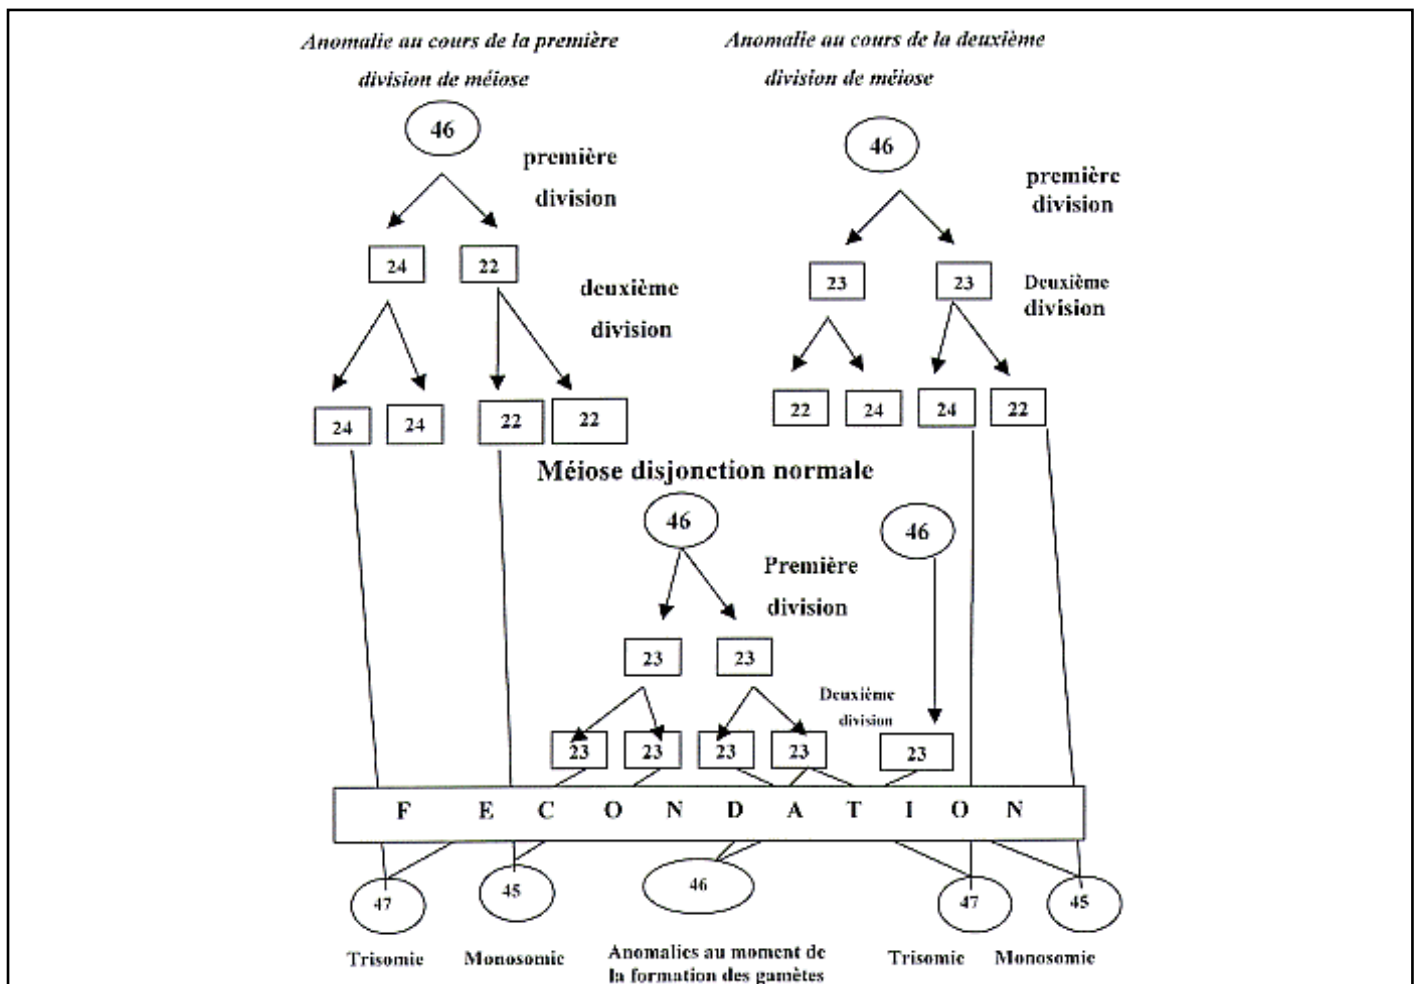 Anomalie au cours de la première
division de méiose
46
première
division
24 22
deuxième
division
24 24 22 22
Anomalie au cours de la deuxième
division de méiose
46
première
division
23 23
Deuxième
division
22 24 24 22
Méiose disjonction normale
46 46
Première
division
23 23
Deuxième
division
23 23 23 23 23
F E C O N D A T I O N
47 45 46 47 45
Trisomie Monosomie Anomalies au moment de Trisomie Monosomie
la formation des gamètes